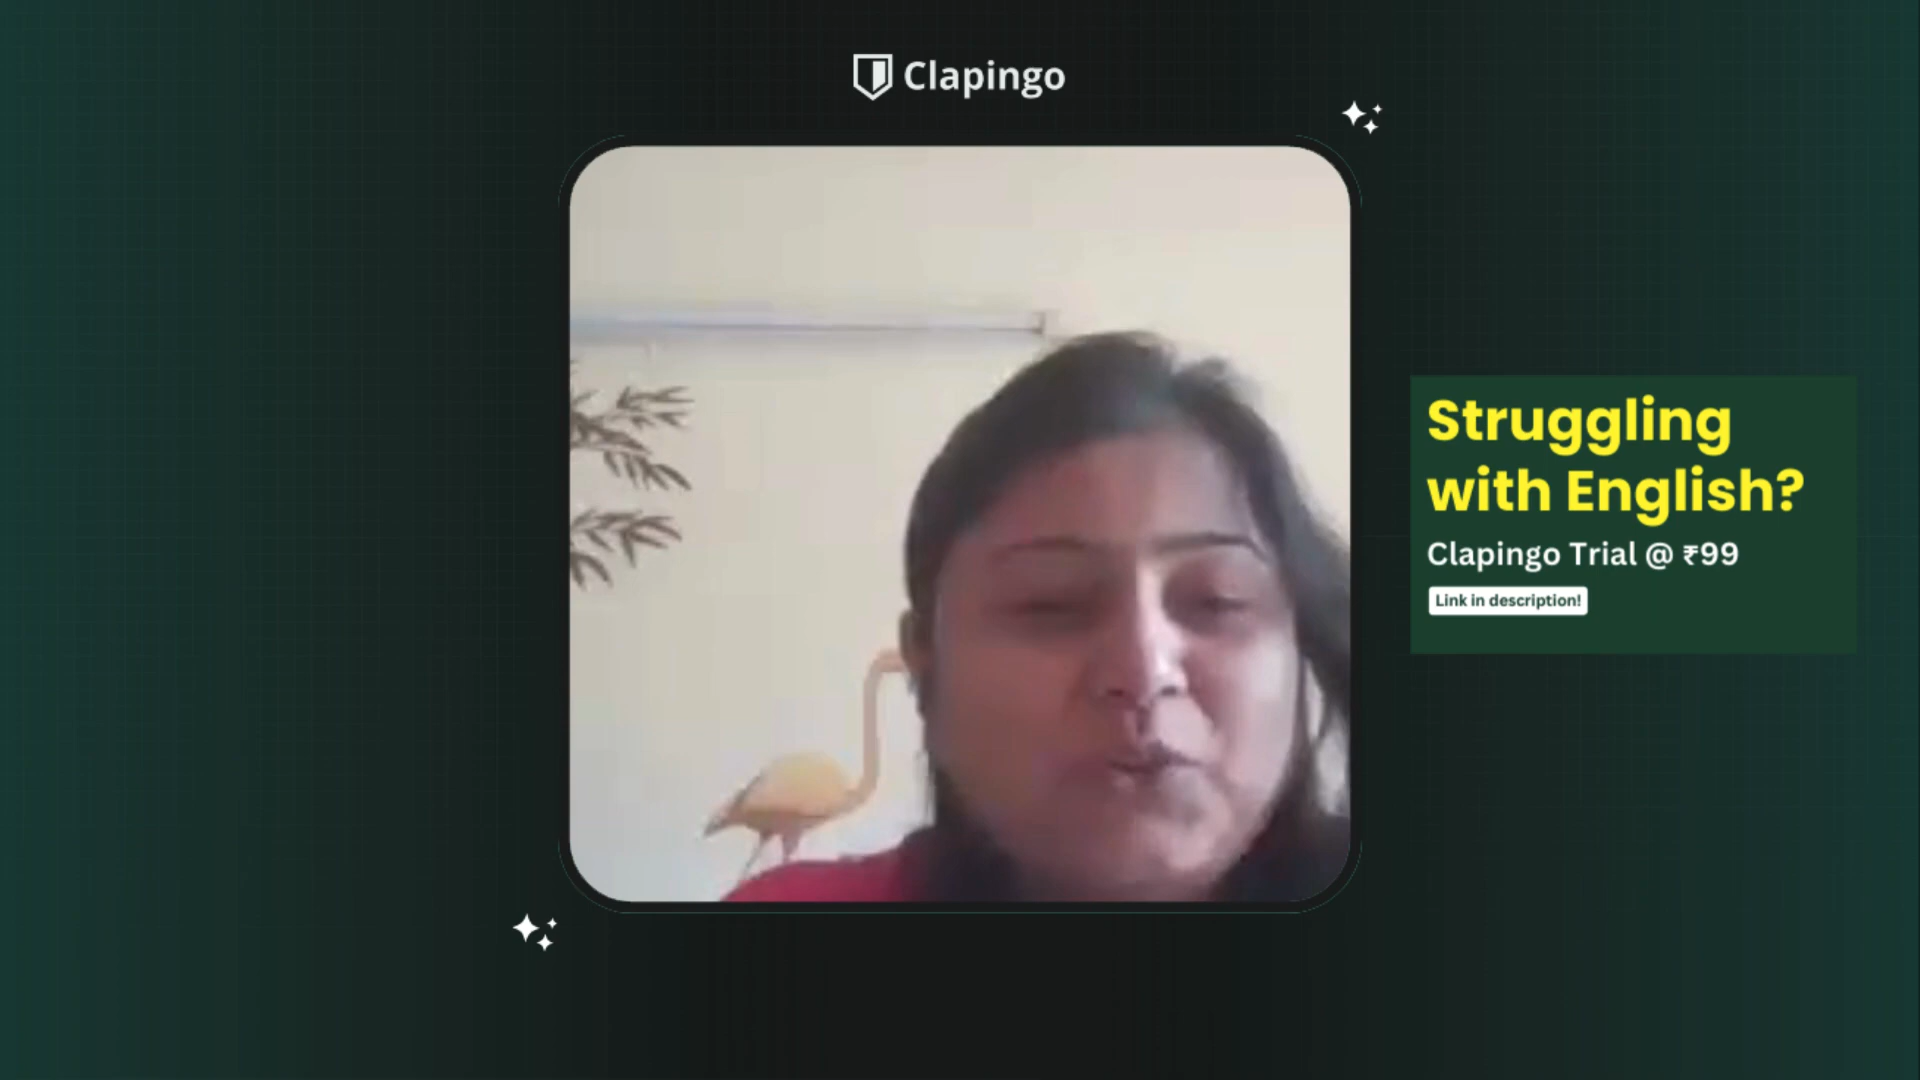 Clapingo
Struggling
with English?
Clapingo Trial @ ₹99
Link in description!